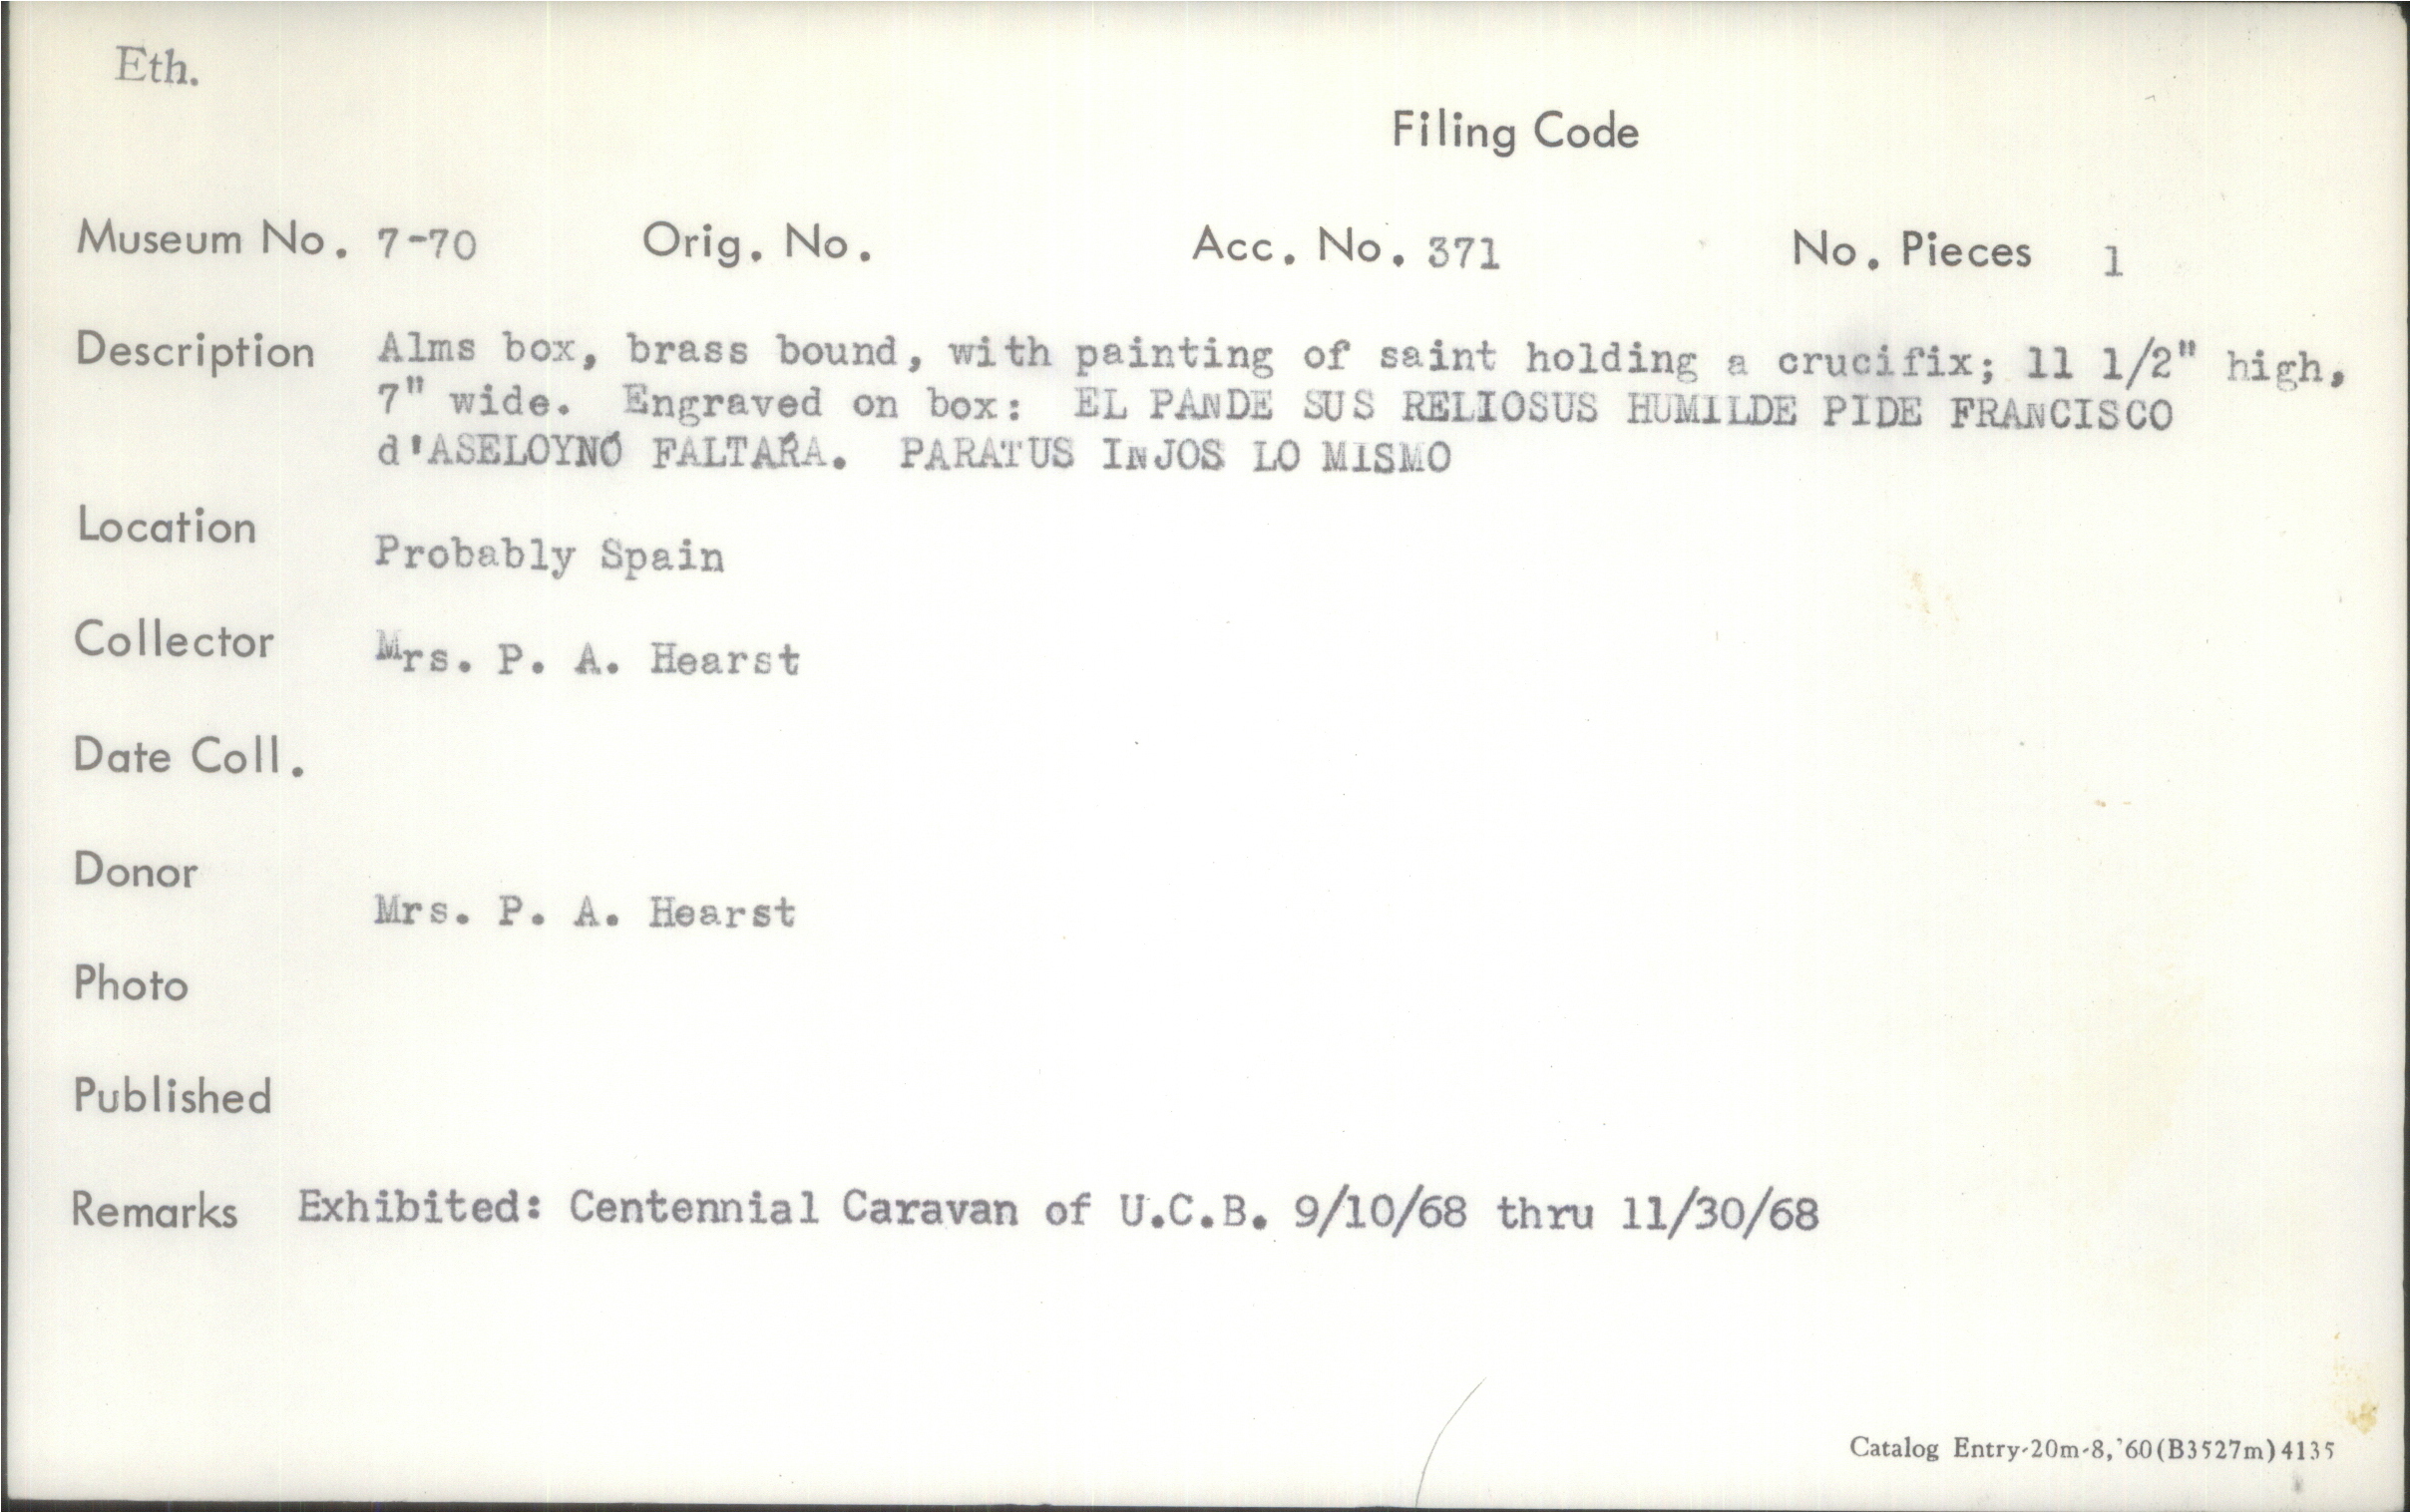 Eth.
Filing Code
Museum No. 7-70 Orig. No. Acc. No. 371 No. Pieces 1
Description Alms box, brass bound, with painting of saint holding a crucifix; 11 1/2" high,
7" wide. Engraved on box: EL PANDE SUS RELIOSUS HUMILDE PIDE FRANCISCO
d'ASELOYNÓ FALTARÁ. PARATUS INJOS LO MISMO
Location Probably Spain
Collector Mrs. P. A. Hearst
Date Coll.
Donor Mrs. P. A. Hearst
Photo
Published
Remarks Exhibited: Centennial Caravan of U.C.B. 9/10/68 thru 11/30/68
Catalog Entry-20m-8,'60(B3527m)4135